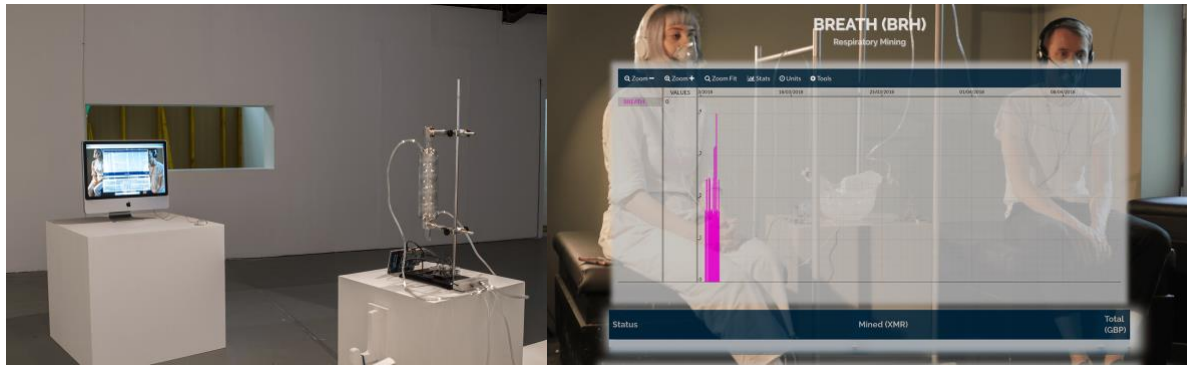 BREATH (BRH)
Respiratory Mining
Zoom Zoom Zoom Fit Stats Units Tools
VALUES
Status Mined (XMR) Total
(GBP)